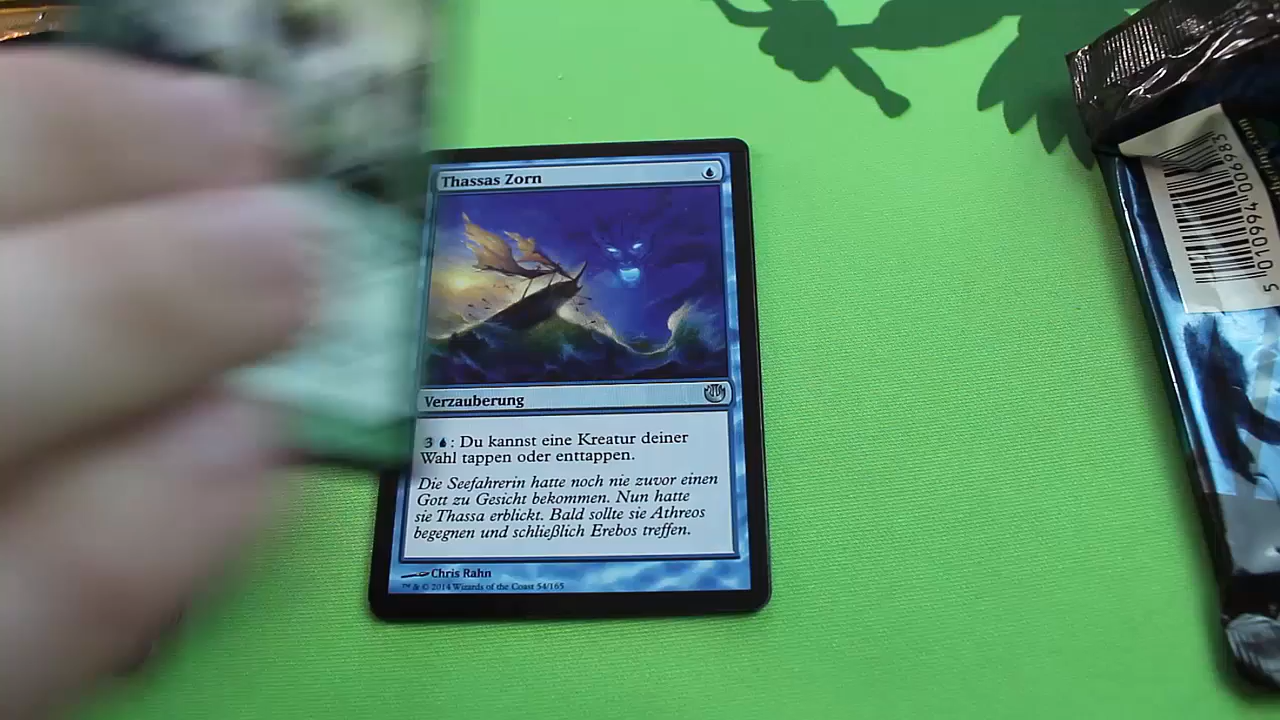 Thassas Zorn
Verzauberung
3 : Du kannst eine Kreatur deiner
Wahl tappen oder enttappen.
Die Seefahrerin hatte noch nie zuvor einen
Gott zu Gesicht bekommen. Nun hatte
sie Thassa erblickt. Bald sollte sie Athreos
begegnen und schließlich Erebos treffen.
Chris Rahn
™ & © 2014 Wizards of the Coast 54/165
5 010994 006983